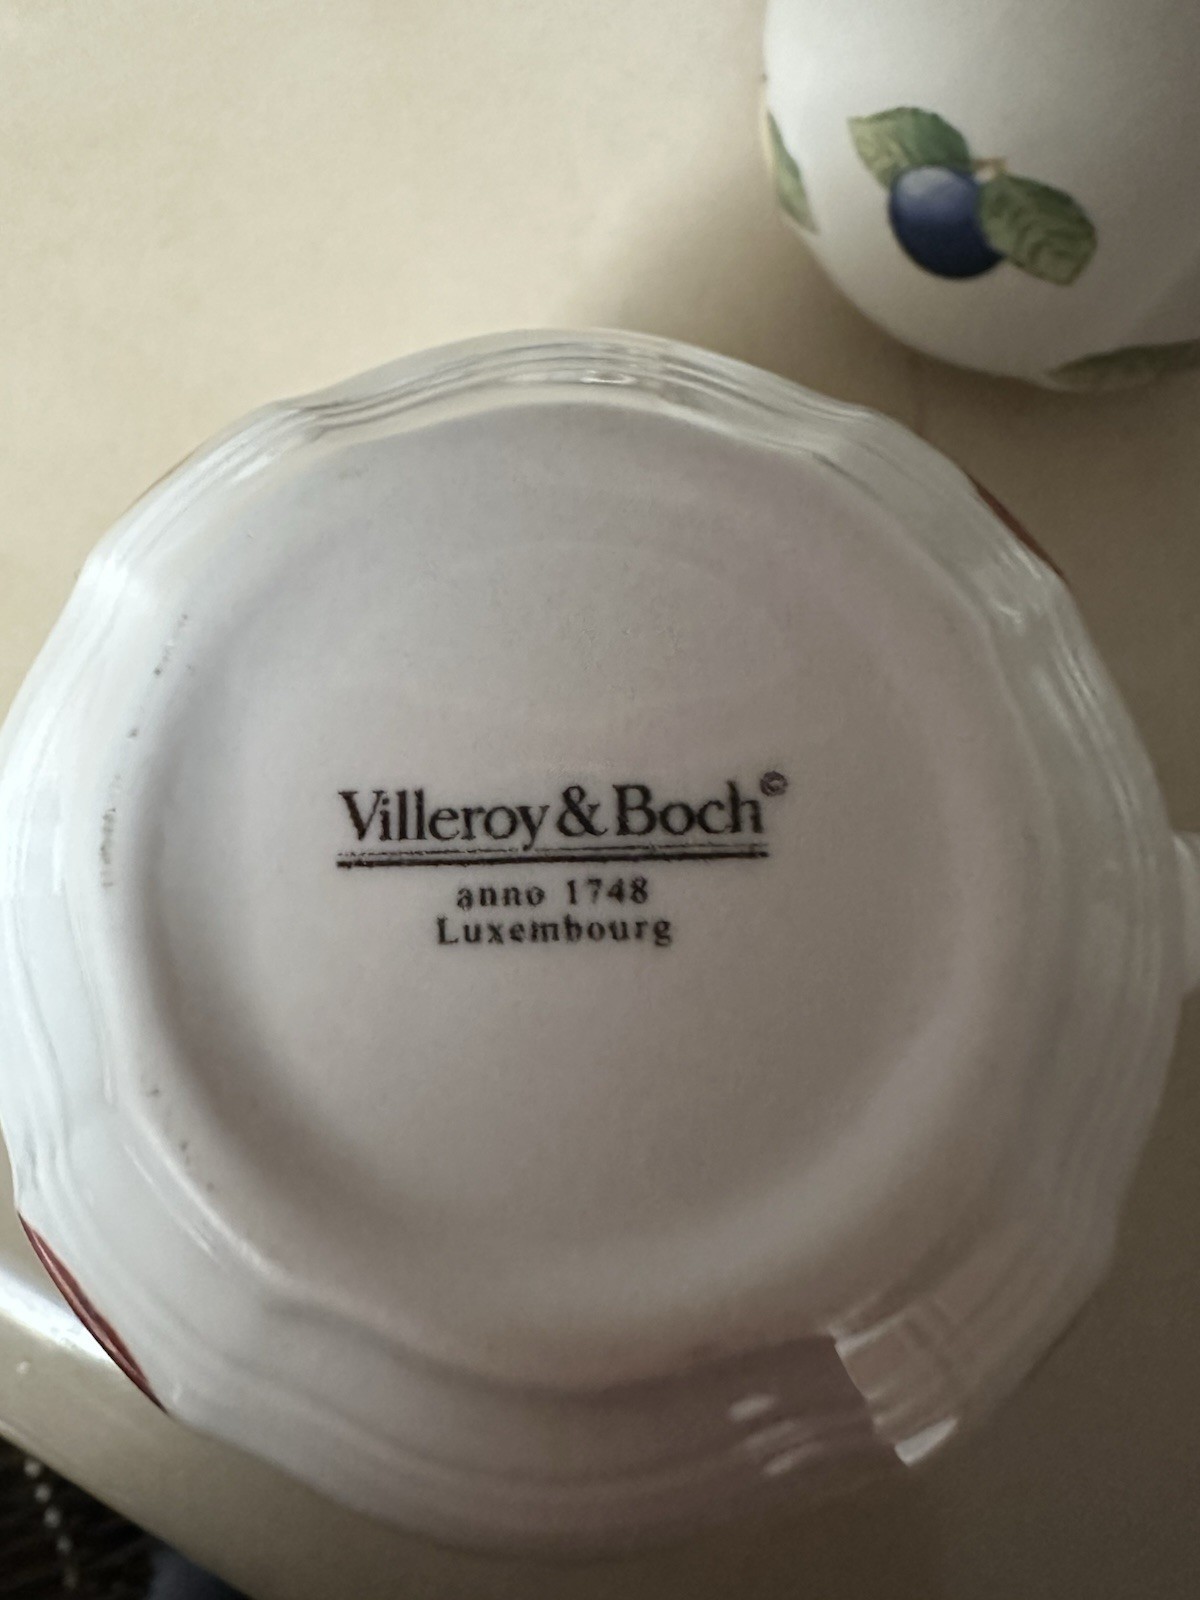 Villeroy & Boch©
anno 1748
Luxembourg